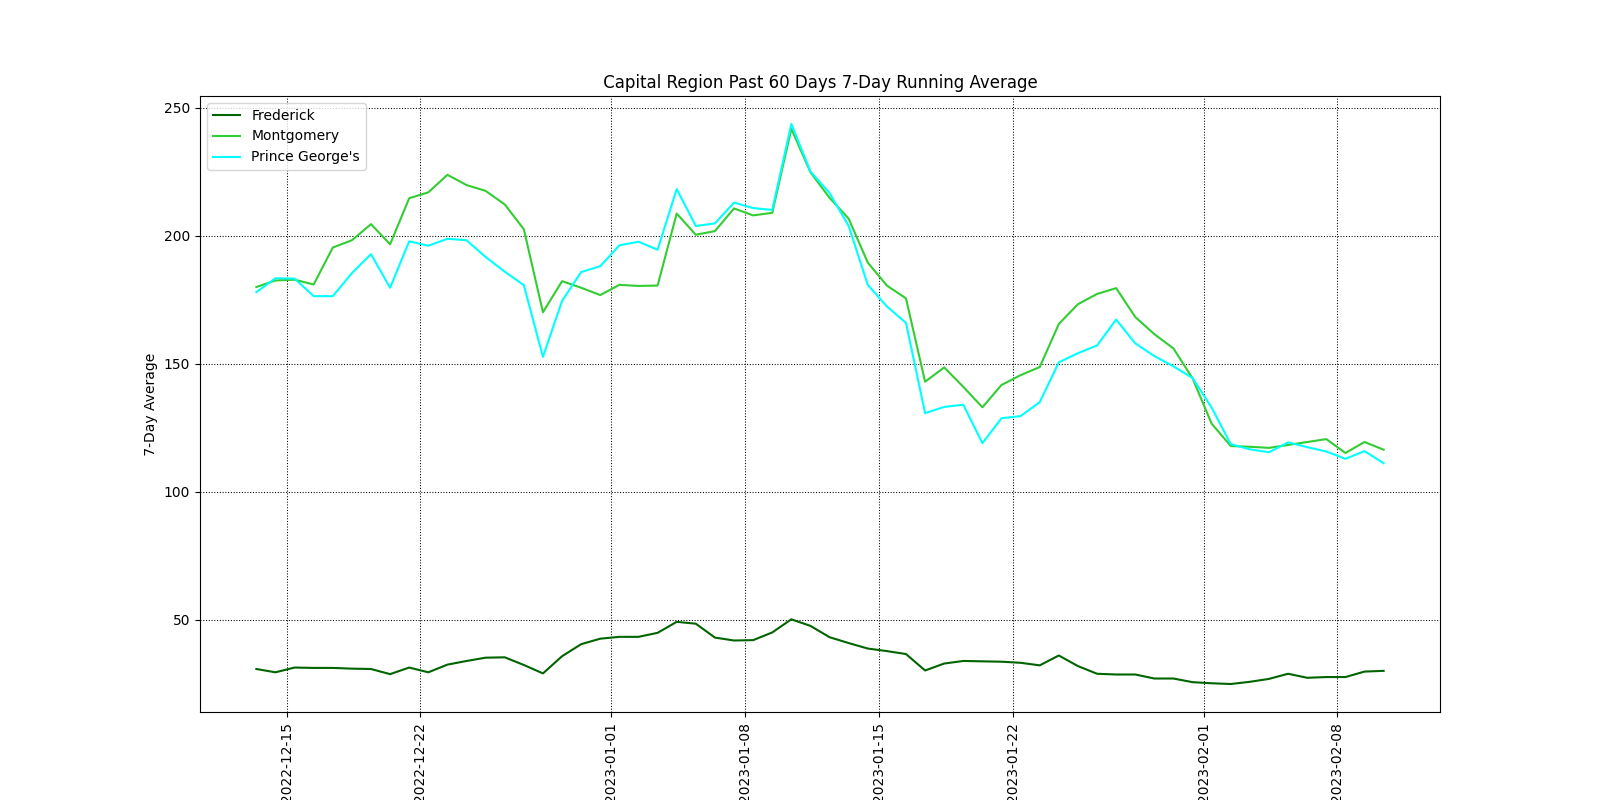 Capital Region Past 60 Days 7-Day Running Average
Frederick
Montgomery
Prince George's
7-Day Average
250
200
150
100
50
2022-12-15
2022-12-22
2023-01-01
2023-01-08
2023-01-15
2023-01-22
2023-02-01
2023-02-08